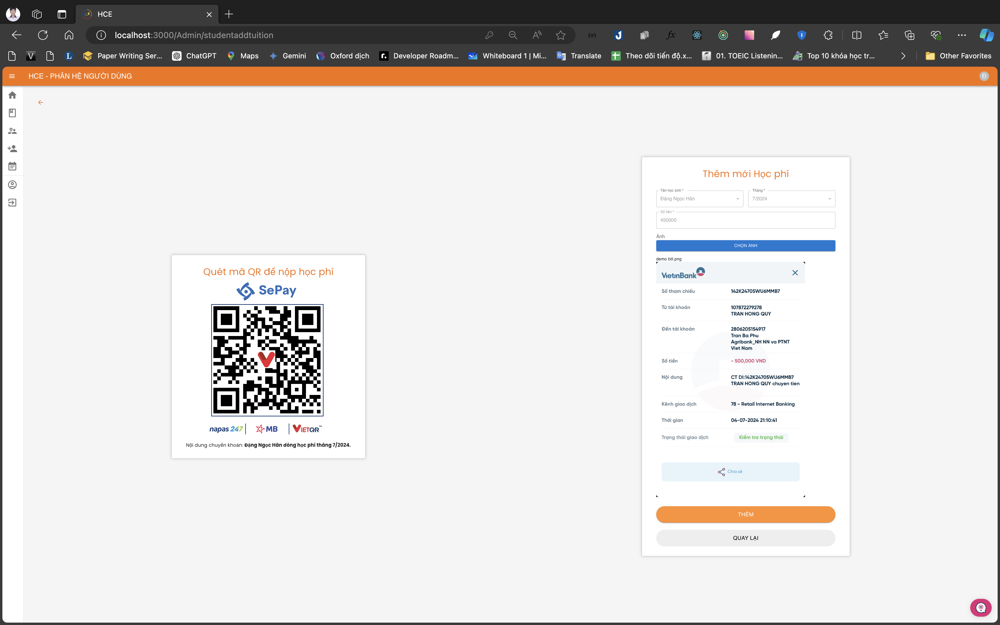 HCE
localhost:3000/Admin/studentaddtuition
Paper Writing Ser...
ChatGPT
Maps
Gemini
Oxford dịch
Developer Roadm...
Whiteboard 1 | Mi...
Translate
Theo dõi tiến độ.x...
01. TOEIC Listenin...
Top 10 khóa học tr...
Other Favorites
HCE - PHÂN HỆ NGƯỜI DÙNG
Đ
Quét mã QR để nộp học phí
SePay
napas 247
MB
VIETQR™
Nội dung chuyển khoản: Đặng Ngọc Hân đóng học phí tháng 7/2024.
Thêm mới Học phí
Tên học sinh *
Tháng *
Đặng Ngọc Hân
7/2024
Số tiền *
450000
Ảnh
CHỌN ẢNH
demo bill.png
VietinBank
Số tham chiếu
142K24705WU6MMB7
Từ tài khoản
107872279278
TRAN HONG QUY
Đến tài khoản
2806205154917
Tran Ba Phu
Agribank_NH NN va PTNT
Viet Nam
Số tiền
- 500,000 VND
Nội dung
CT DI:142K24705WU6MMB7
TRAN HONG QUY chuyen tien
Kênh giao dịch
78 - Retail Internet Banking
Thời gian
04-07-2024 21:10:41
Trạng thái giao dịch
Kiểm tra trạng thái
Chia sẻ
THÊM
QUAY LẠI